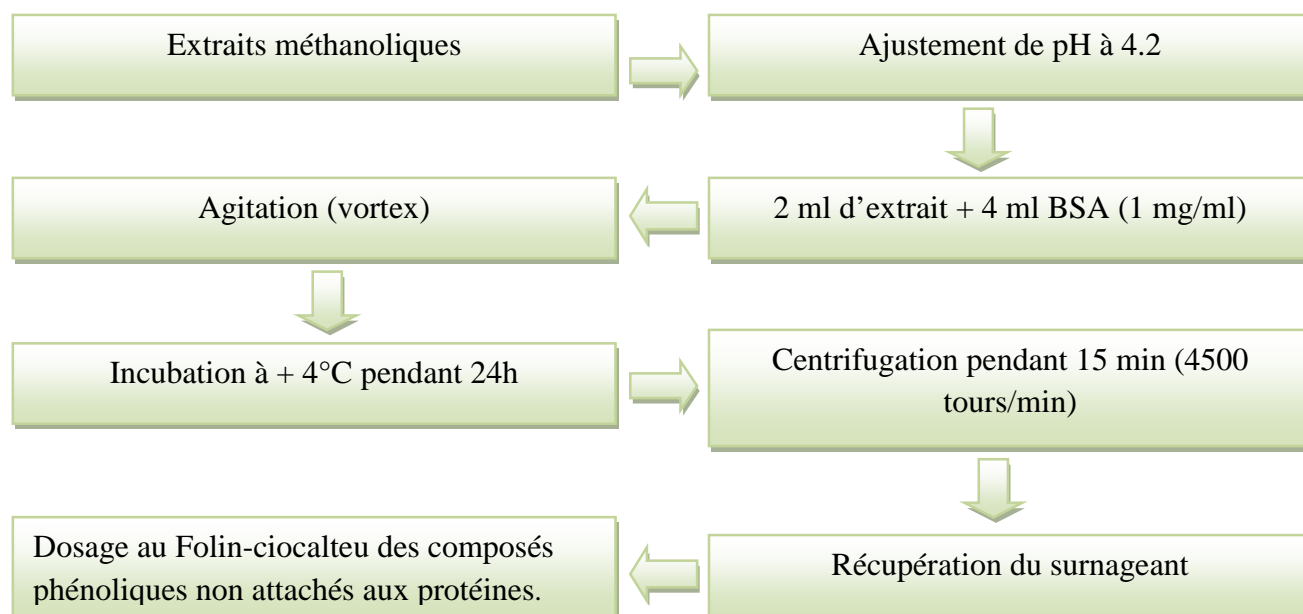 Extraits méthanoliques
Ajustement de pH à 4.2
2 ml d’extrait + 4 ml BSA (1 mg/ml)
Agitation (vortex)
Incubation à + 4°C pendant 24h
Centrifugation pendant 15 min (4500
tours/min)
Récupération du surnageant
Dosage au Folin-ciocalteu des composés
phénoliques non attachés aux protéines.